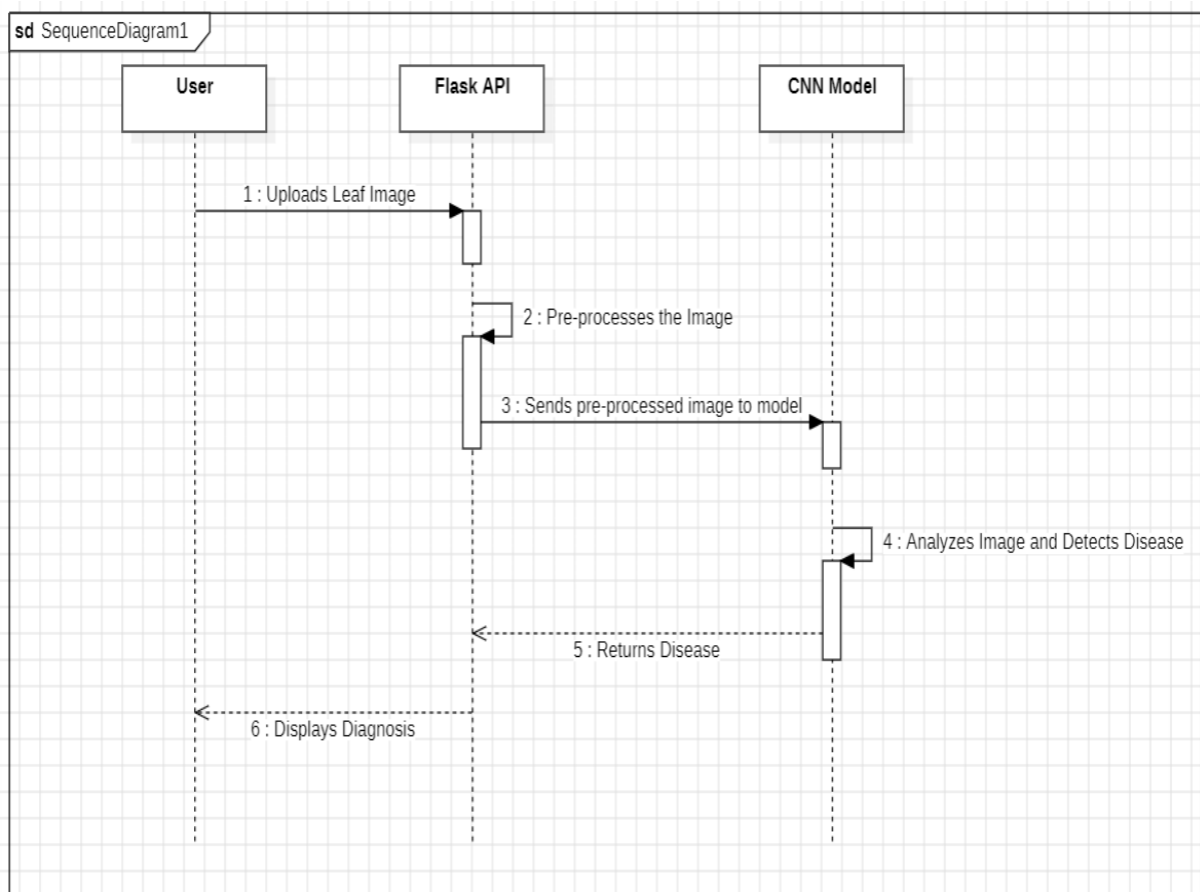 sd SequenceDiagram1
User
Flask API
CNN Model
1 : Uploads Leaf Image
2 : Pre-processes the Image
3 : Sends pre-processed image to model
4 : Analyzes Image and Detects Disease
5 : Returns Disease
6 : Displays Diagnosis